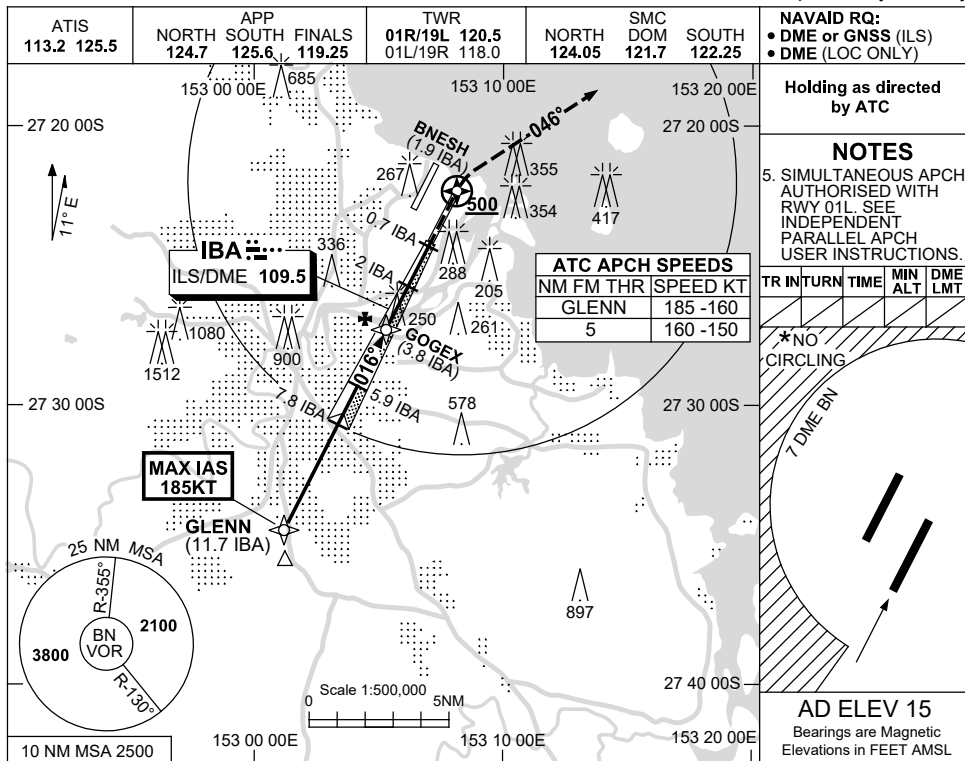 ATIS
113.2 125.5
APP
NORTH SOUTH FINALS
124.7 125.6 119.25
TWR
01R/19L 120.5
01L/19R 118.0
SMC
NORTH DOM SOUTH
124.05 121.7 122.25
NAVAID RQ:
• DME or GNSS (ILS)
• DME (LOC ONLY)
Holding as directed
by ATC
NOTES
5. SIMULTANEOUS APCH
AUTHORISED WITH
RWY 01L. SEE
INDEPENDENT
PARALLEL APCH
USER INSTRUCTIONS.
TR IN TURN TIME MIN ALT DME LMT
*NO
CIRCLING
7 DME BN
AD ELEV 15
Bearings are Magnetic
Elevations in FEET AMSL
153 00 00E
685
153 10 00E
153 20 00E
27 20 00S
27 20 00S
046°
BNESH
(1.9 IBA)
267
355
354
417
500
11° E
0.7 IBA
336
IBA
ILS/DME 109.5
2 IBA
288
205
ATC APCH SPEEDS
NM FM THR SPEED KT
GLENN 185 -160
5 160 -150
250
261
1080
1512
900
GOGEX
(3.8 IBA)
016°
7.8 IBA
5.9 IBA
27 30 00S
27 30 00S
578
MAX IAS
185KT
GLENN
(11.7 IBA)
897
25 NM MSA
R-355°
BN
VOR
3800
2100
R-130°
10 NM MSA 2500
Scale 1:500,000
0 5NM
27 40 00S
153 00 00E
153 10 00E
153 20 00E